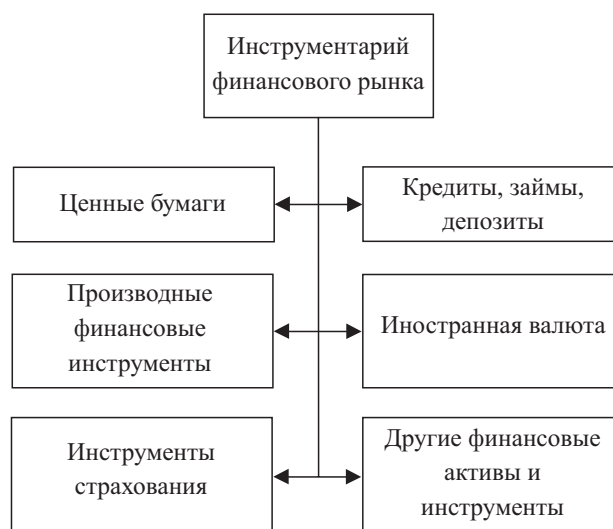 Инструментарий
финансового рынка
Ценные бумаги
Кредиты, займы,
депозиты
Производные
финансовые
инструменты
Иностранная валюта
Инструменты
страхования
Другие финансовые
активы и
инструменты